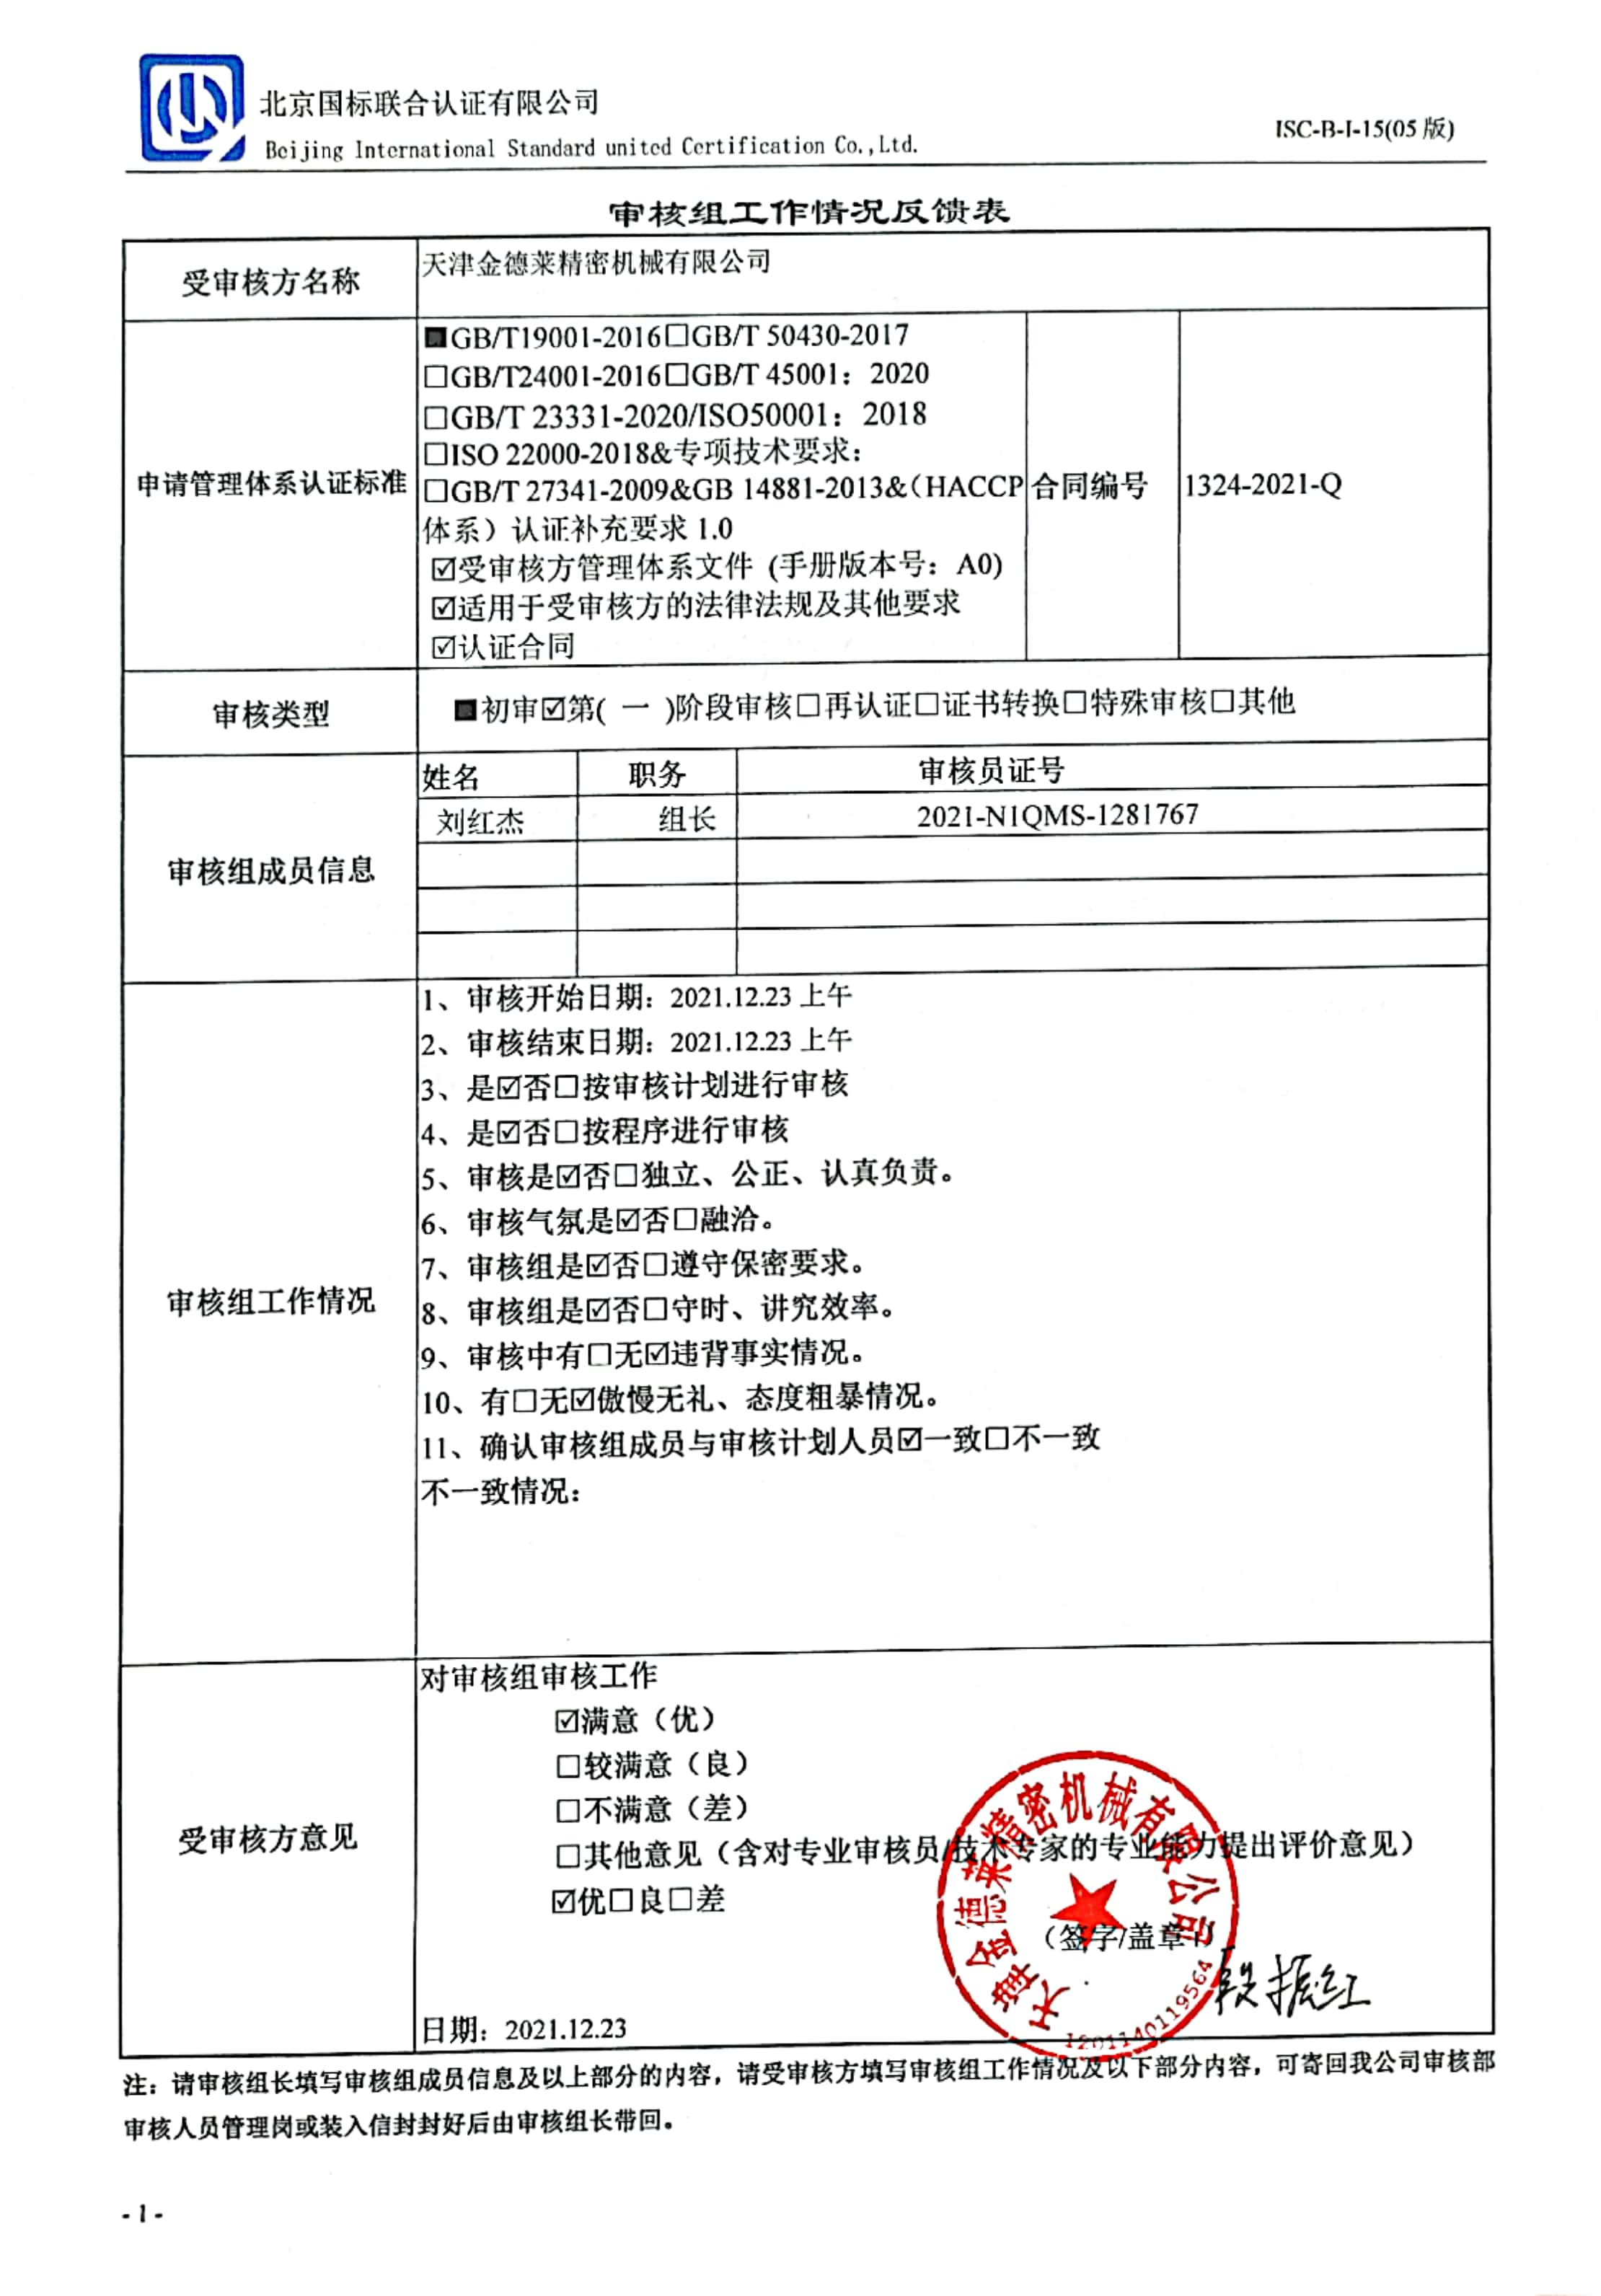 北京国标联合认证有限公司
Beijing International Standard united Certification Co.,Ltd.
ISC-B-I-15(05 版)
审核组工作情况反馈表
受审核方名称
天津金德莱精密机械有限公司
申请管理体系认证标准
■GB/T19001-2016□GB/T 50430-2017
□GB/T24001-2016□GB/T 45001：2020
□GB/T 23331-2020/ISO50001：2018
□ISO 22000-2018&专项技术要求：
□GB/T 27341-2009&GB 14881-2013&（HACCP
体系）认证补充要求 1.0
☑受审核方管理体系文件 (手册版本号：A0)
☑适用于受审核方的法律法规及其他要求
☑认证合同
合同编号
1324-2021-Q
审核类型
■初审☑第( 一 )阶段审核□再认证□证书转换□特殊审核□其他
审核组成员信息
姓名 职务 审核员证号
刘红杰 组长 2021-N1QMS-1281767
审核组工作情况
1、审核开始日期：2021.12.23 上午
2、审核结束日期：2021.12.23 上午
3、是☑否□按审核计划进行审核
4、是☑否□按程序进行审核
5、审核是☑否□独立、公正、认真负责。
6、审核气氛是☑否□融洽。
7、审核组是☑否□遵守保密要求。
8、审核组是☑否□守时、讲究效率。
9、审核中有□无☑违背事实情况。
10、有□无☑傲慢无礼、态度粗暴情况。
11、确认审核组成员与审核计划人员☑一致□不一致
不一致情况：
受审核方意见
对审核组审核工作
☑满意（优）
□较满意（良）
□不满意（差）
□其他意见（含对专业审核员/技术专家的专业能力提出评价意见）
☑优□良□差
（签字/盖章）
段振红
天津金德莱精密机械有限公司
1201140119564
日期：2021.12.23
注：请审核组长填写审核组成员信息及以上部分的内容，请受审核方填写审核组工作情况及以下部分内容，可寄回我公司审核部
审核人员管理岗或装入信封封好后由审核组长带回。
- 1 -